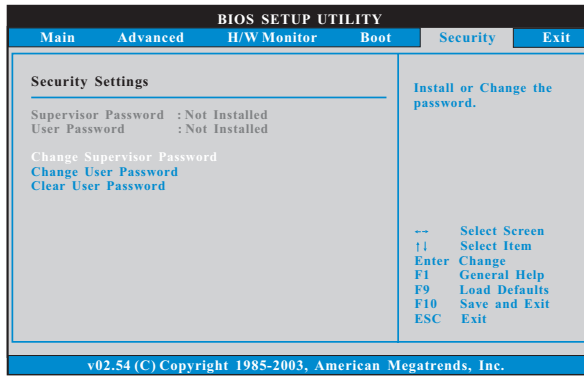 BIOS SETUP UTILITY
Main Advanced H/W Monitor Boot Security Exit
Security Settings
Supervisor Password : Not Installed
User Password : Not Installed
Change Supervisor Password
Change User Password
Clear User Password
Install or Change the
password.
←→ Select Screen
↑↓ Select Item
Enter Change
F1 General Help
F9 Load Defaults
F10 Save and Exit
ESC Exit
v02.54 (C) Copyright 1985-2003, American Megatrends, Inc.